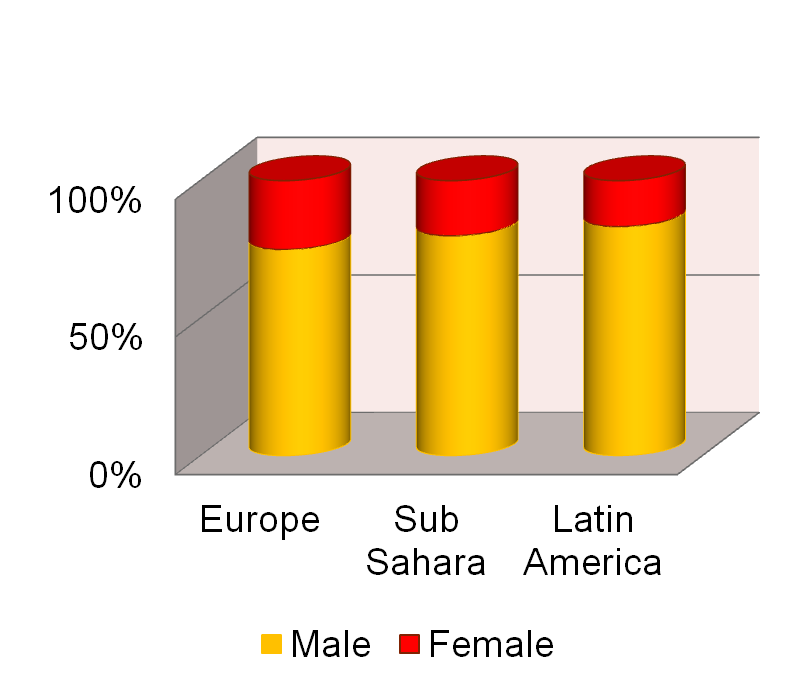 100%
50%
0%
Europe
Sub
Sahara
Latin
America
Male
Female